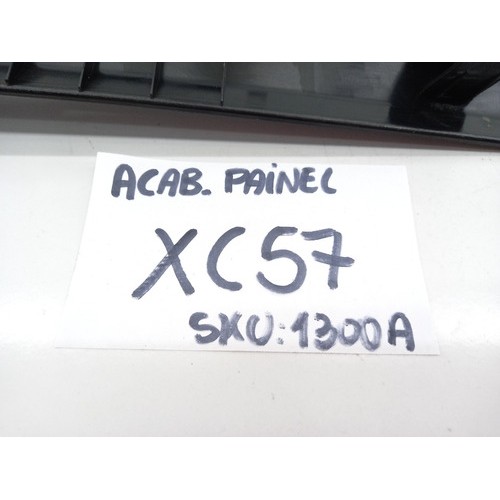 ACAB. PAINEL
XC57
SKU: 1300A